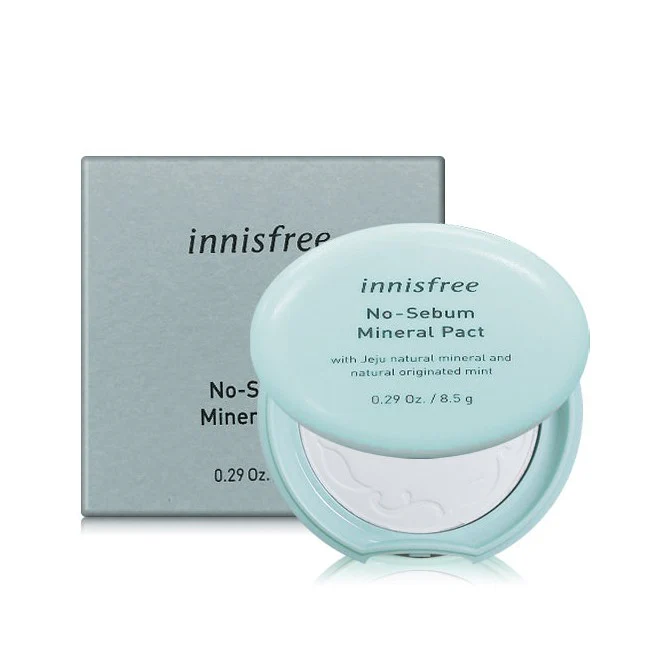 innisfree
No-S
Miner
0.29 Oz.
innisfree
No-Sebum
Mineral Pact
with Jeju natural mineral and
natural originated mint
0.29 Oz. / 8.5 g